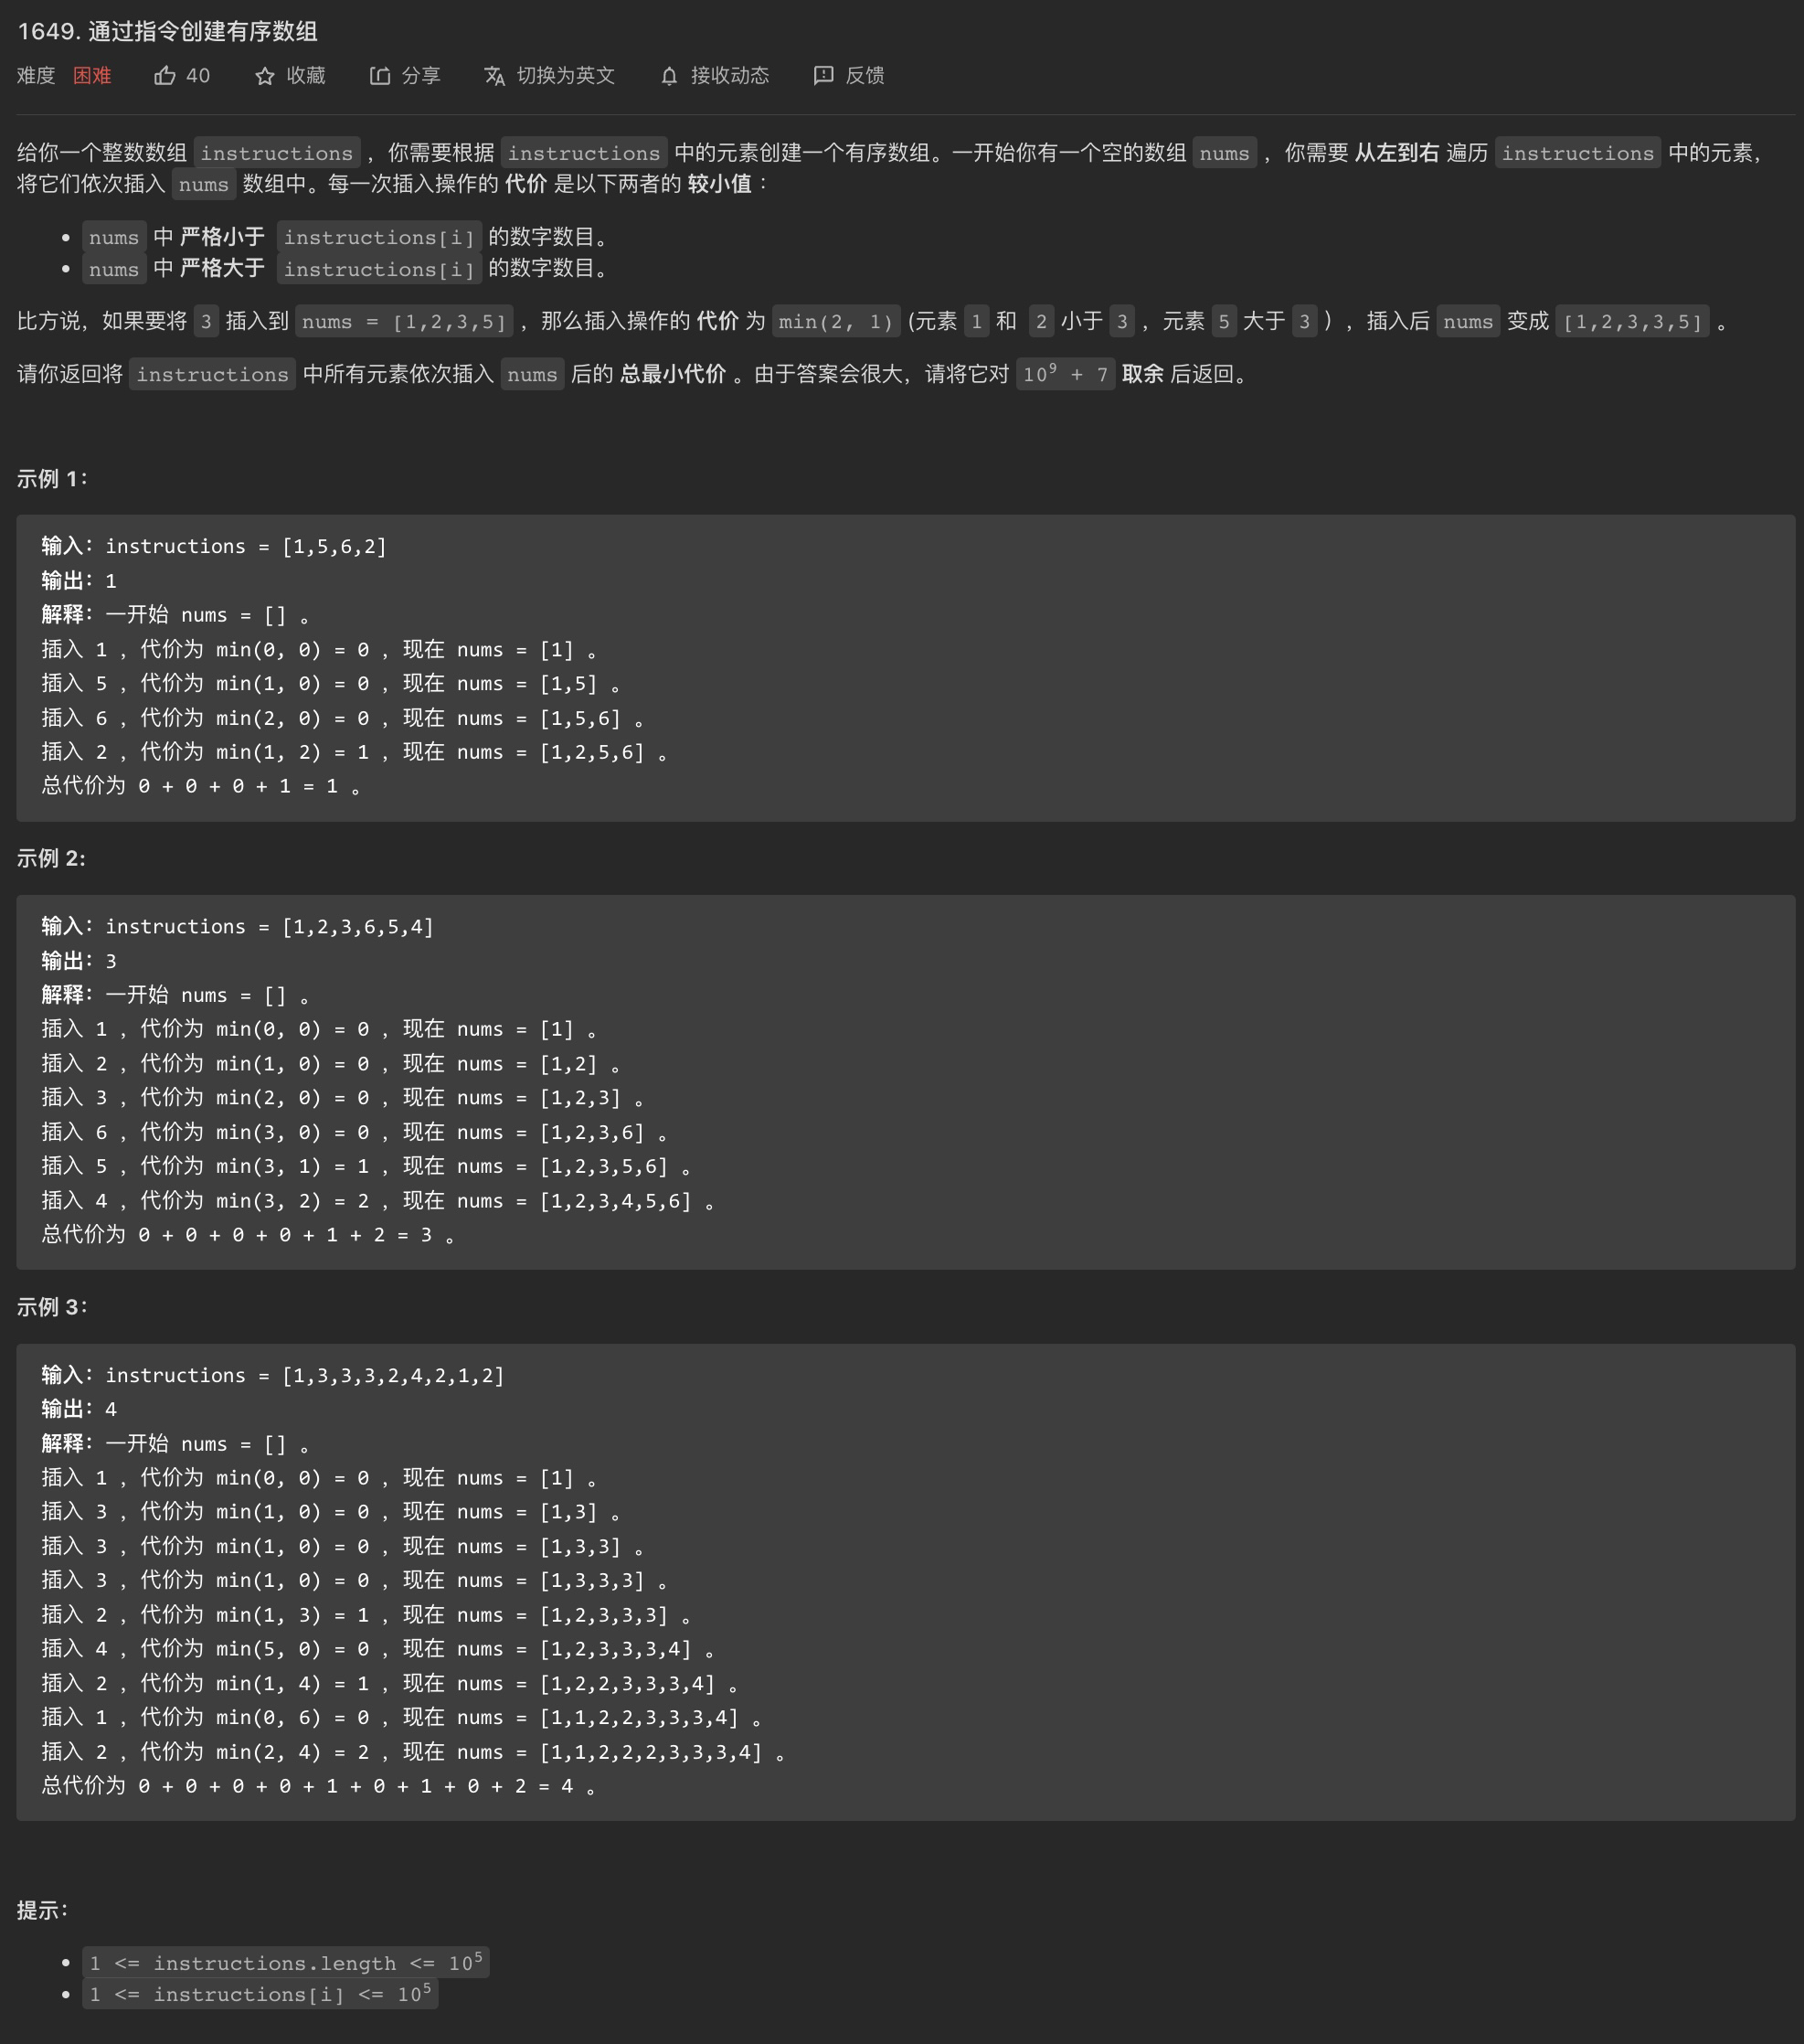 1649. 通过指令创建有序数组
难度 困难 40 收藏 分享 切换为英文 接收动态 反馈
给你一个整数数组 instructions ，你需要根据 instructions 中的元素创建一个有序数组。一开始你有一个空的数组 nums ，你需要 从左到右 遍历 instructions 中的元素，
将它们依次插入 nums 数组中。每一次插入操作的 代价 是以下两者的 较小值 ：
• nums 中 严格小于 instructions[i] 的数字数目。
• nums 中 严格大于 instructions[i] 的数字数目。
比方说，如果要将 3 插入到 nums = [1,2,3,5] ，那么插入操作的 代价 为 min(2, 1) (元素 1 和 2 小于 3 ，元素 5 大于 3 ) ，插入后 nums 变成 [1,2,3,3,5] 。
请你返回将 instructions 中所有元素依次插入 nums 后的 总最小代价 。由于答案会很大，请将它对 10⁹ + 7 取余 后返回。
示例 1：
输入：instructions = [1,5,6,2]
输出：1
解释：一开始 nums = [] 。
插入 1 ，代价为 min(0, 0) = 0 ，现在 nums = [1] 。
插入 5 ，代价为 min(1, 0) = 0 ，现在 nums = [1,5] 。
插入 6 ，代价为 min(2, 0) = 0 ，现在 nums = [1,5,6] 。
插入 2 ，代价为 min(1, 2) = 1 ，现在 nums = [1,2,5,6] 。
总代价为 0 + 0 + 0 + 1 = 1 。
示例 2:
输入：instructions = [1,2,3,6,5,4]
输出：3
解释：一开始 nums = [] 。
插入 1 ，代价为 min(0, 0) = 0 ，现在 nums = [1] 。
插入 2 ，代价为 min(1, 0) = 0 ，现在 nums = [1,2] 。
插入 3 ，代价为 min(2, 0) = 0 ，现在 nums = [1,2,3] 。
插入 6 ，代价为 min(3, 0) = 0 ，现在 nums = [1,2,3,6] 。
插入 5 ，代价为 min(3, 1) = 1 ，现在 nums = [1,2,3,5,6] 。
插入 4 ，代价为 min(3, 2) = 2 ，现在 nums = [1,2,3,4,5,6] 。
总代价为 0 + 0 + 0 + 0 + 1 + 2 = 3 。
示例 3：
输入：instructions = [1,3,3,3,2,4,2,1,2]
输出：4
解释：一开始 nums = [] 。
插入 1 ，代价为 min(0, 0) = 0 ，现在 nums = [1] 。
插入 3 ，代价为 min(1, 0) = 0 ，现在 nums = [1,3] 。
插入 3 ，代价为 min(1, 0) = 0 ，现在 nums = [1,3,3] 。
插入 3 ，代价为 min(1, 0) = 0 ，现在 nums = [1,3,3,3] 。
插入 2 ，代价为 min(1, 3) = 1 ，现在 nums = [1,2,3,3,3] 。
插入 4 ，代价为 min(5, 0) = 0 ，现在 nums = [1,2,3,3,3,4] 。
插入 2 ，代价为 min(1, 4) = 1 ，现在 nums = [1,2,2,3,3,3,4] 。
插入 1 ，代价为 min(0, 6) = 0 ，现在 nums = [1,1,2,2,3,3,3,4] 。
插入 2 ，代价为 min(2, 4) = 2 ，现在 nums = [1,1,2,2,2,3,3,3,4] 。
总代价为 0 + 0 + 0 + 0 + 1 + 0 + 1 + 0 + 2 = 4 。
提示：
• 1 <= instructions.length <= 10⁵
• 1 <= instructions[i] <= 10⁵